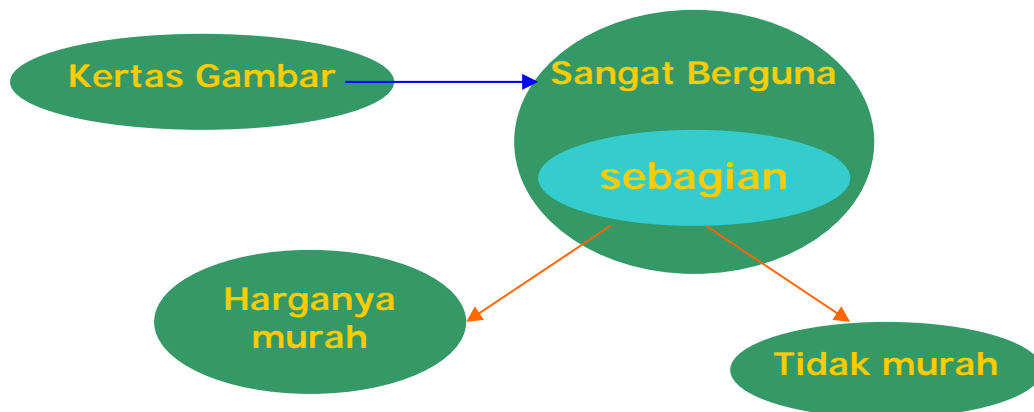 Kertas Gambar
Sangat Berguna
sebagian
Harganya
murah
Tidak murah